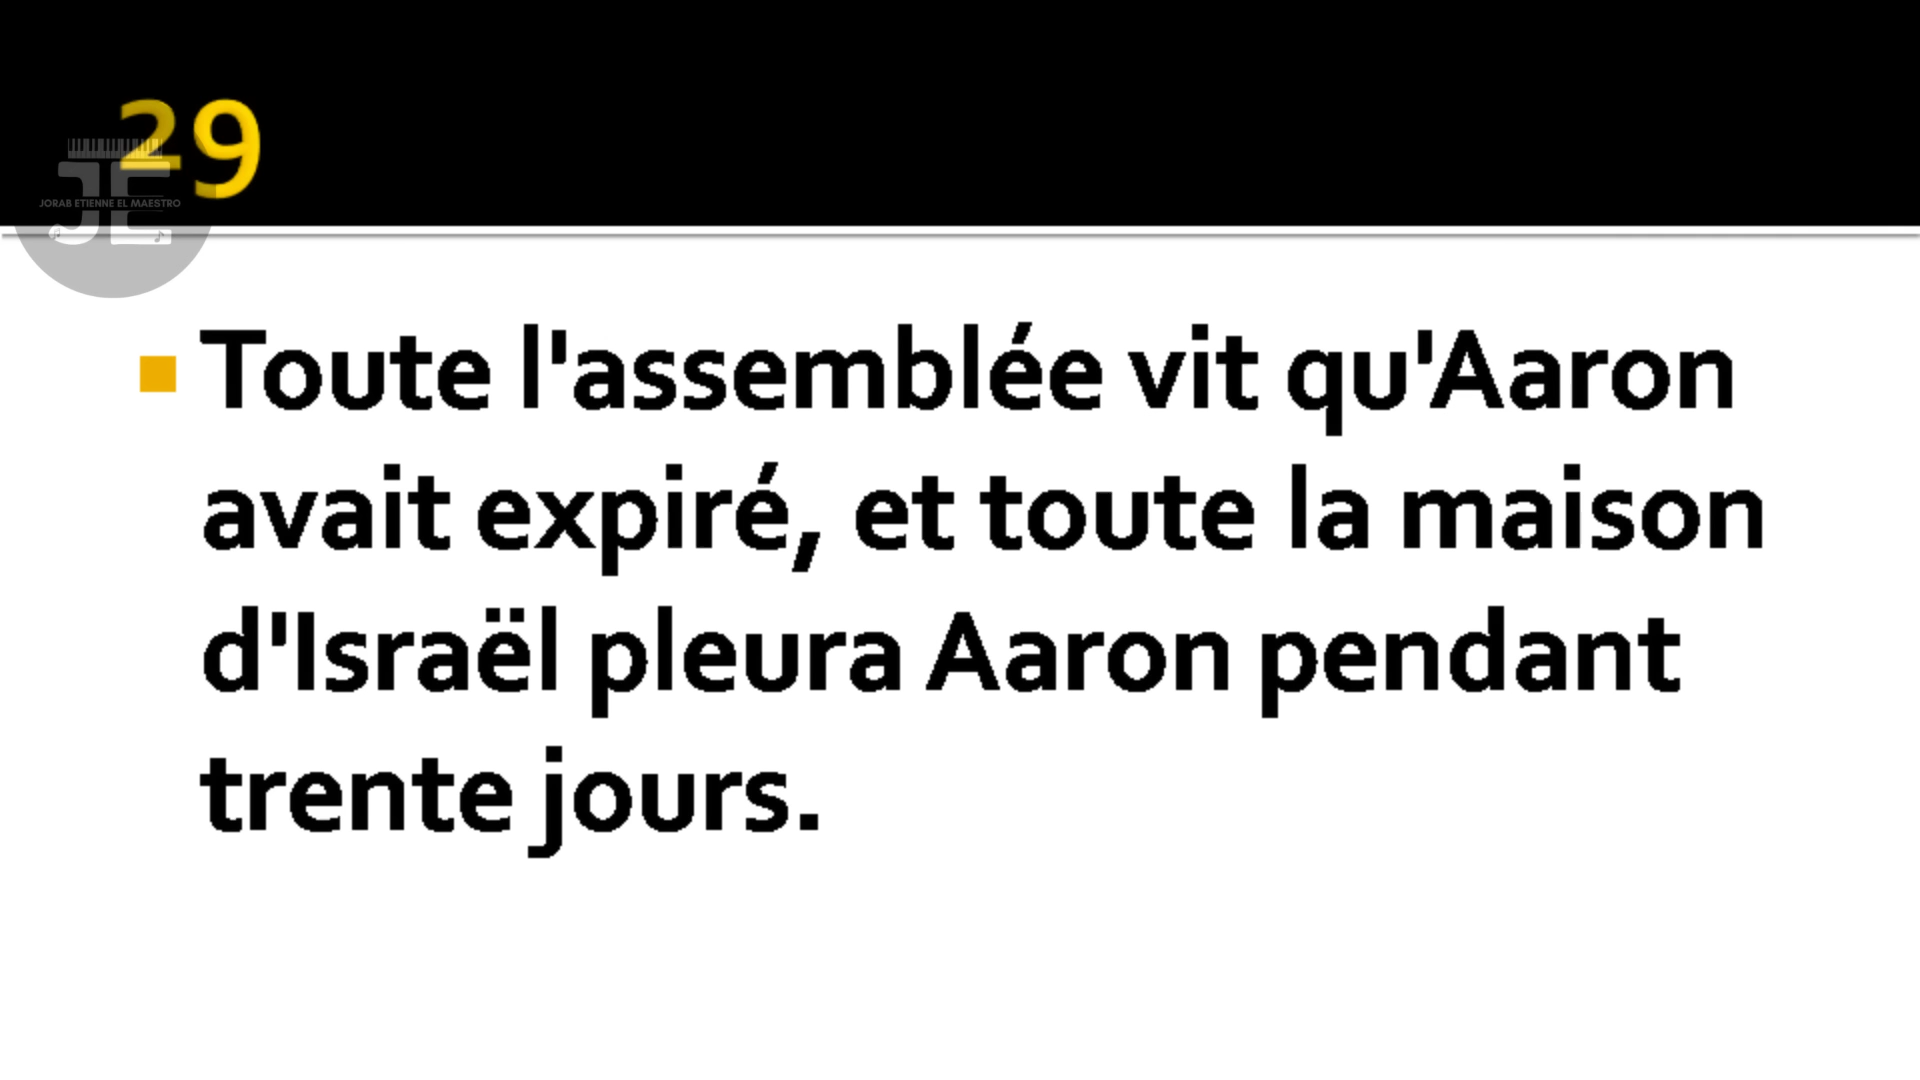 29
JE
JORAB ETIENNE EL MAESTRO
Toute l'assemblée vit qu'Aaron
avait expiré, et toute la maison
d'Israël pleura Aaron pendant
trente jours.